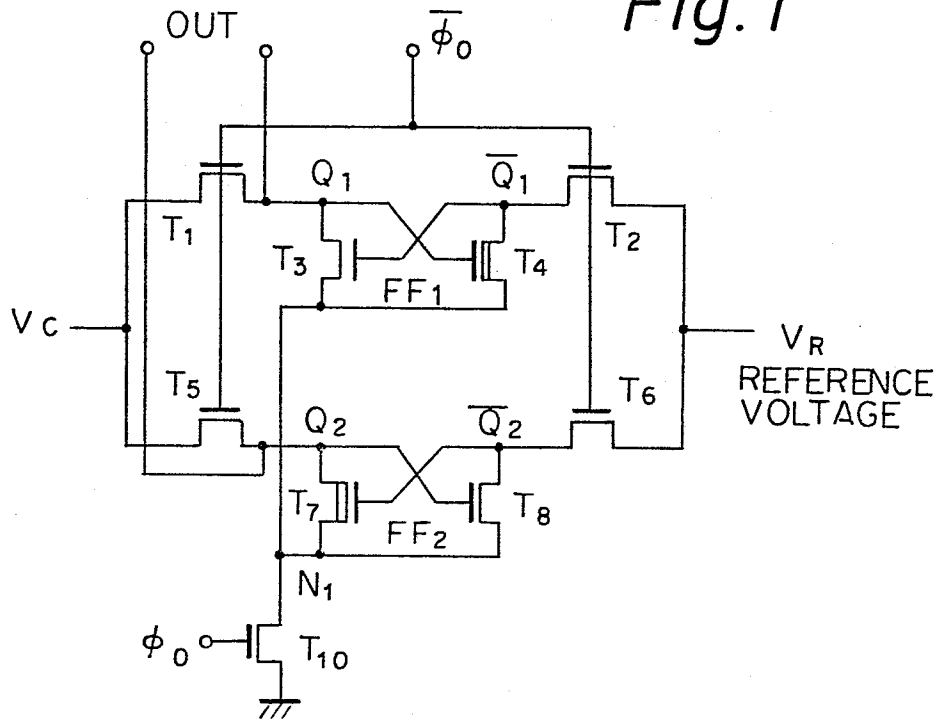 Fig. 1
OUT
φ̅₀
Q₁
Q̅₁
T₁
T₂
T₃
T₄
FF1
VC
VR
REFERENCE
VOLTAGE
T₅
T₆
Q₂
Q̅₂
T₇
T₈
FF₂
N₁
φ₀
T₁₀